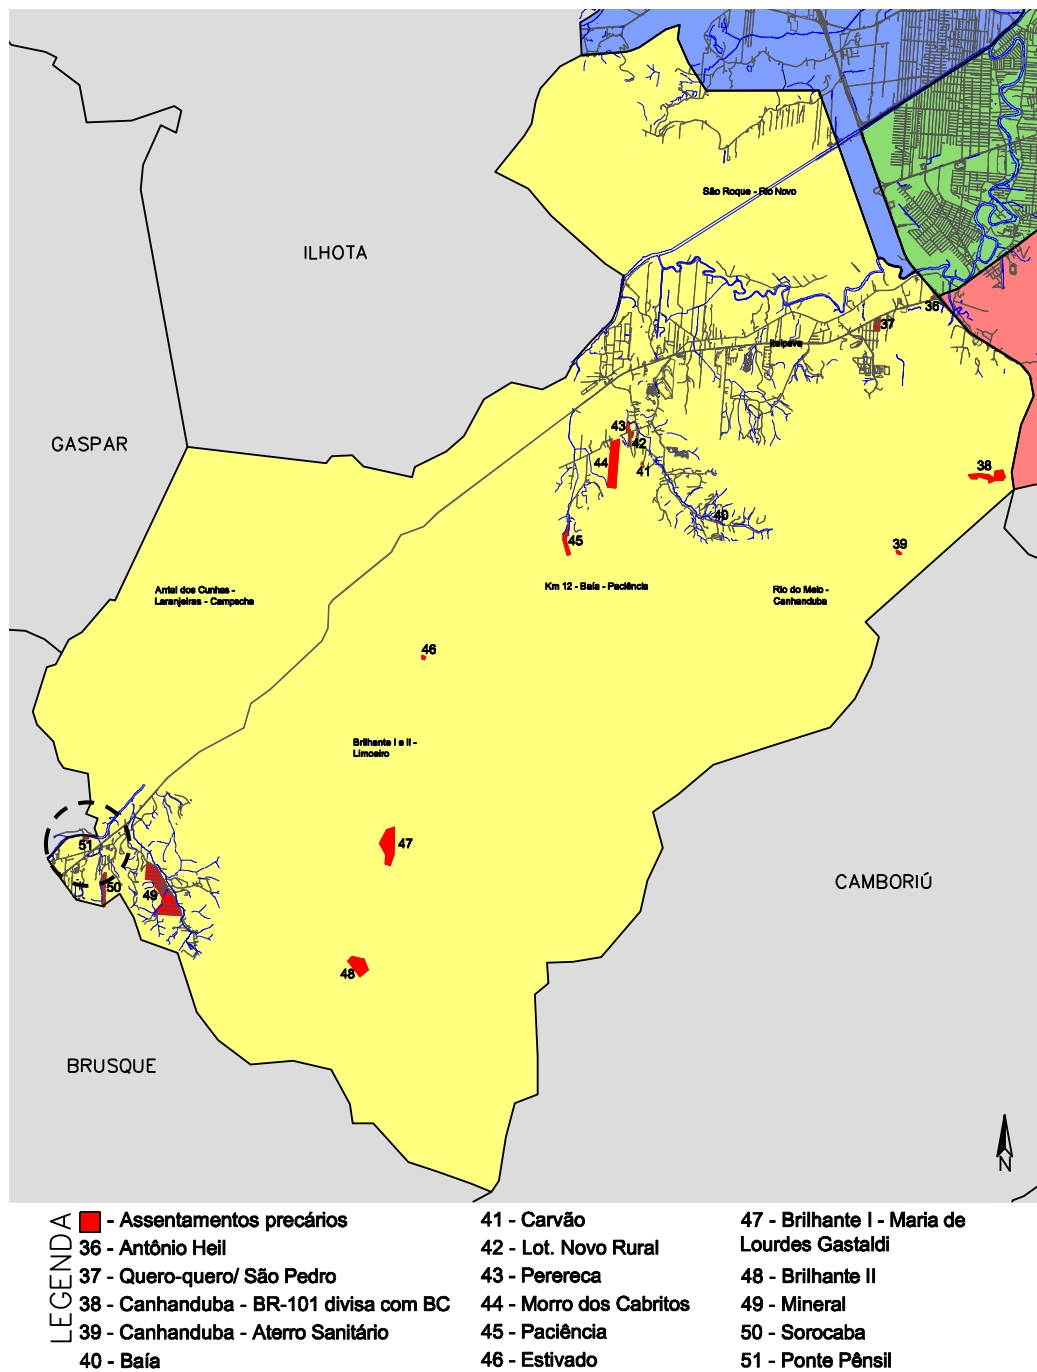 São Roque - Rio Novo
ILHOTA
36
37
Itaipava
GASPAR
43
42
44
41
38
40
45
39
Km 12 - Baía - Paciência
Arrial dos Cunhas -
Laranjeiras - Campeche
Rio do Meio -
Canhanduba
46
Brilhante I e II -
Limoeiro
51
47
50
49
CAMBORIÚ
48
BRUSQUE
N
LEGENDA
- Assentamentos precários
36 - Antônio Heil
37 - Quero-quero/ São Pedro
38 - Canhanduba - BR-101 divisa com BC
39 - Canhanduba - Aterro Sanitário
40 - Baía
41 - Carvão
42 - Lot. Novo Rural
43 - Perereca
44 - Morro dos Cabritos
45 - Paciência
46 - Estivado
47 - Brilhante I - Maria de
Lourdes Gastaldi
48 - Brilhante II
49 - Mineral
50 - Sorocaba
51 - Ponte Pênsil